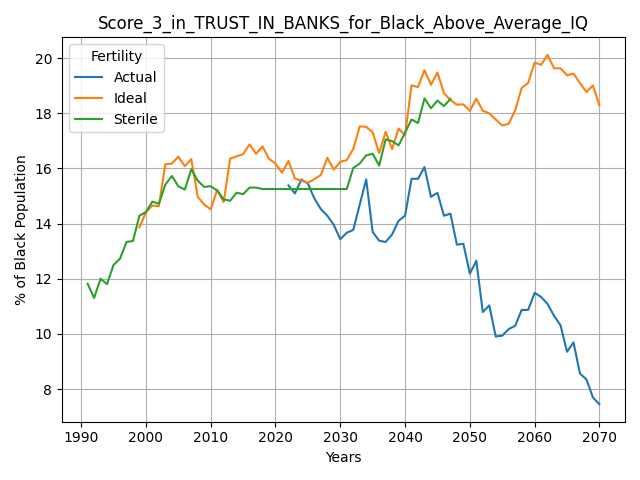 Score_3_in_TRUST_IN_BANKS_for_Black_Above_Average_IQ
Fertility
Actual
Ideal
Sterile
% of Black Population
20
18
16
14
12
10
8
1990 2000 2010 2020 2030 2040 2050 2060 2070
Years